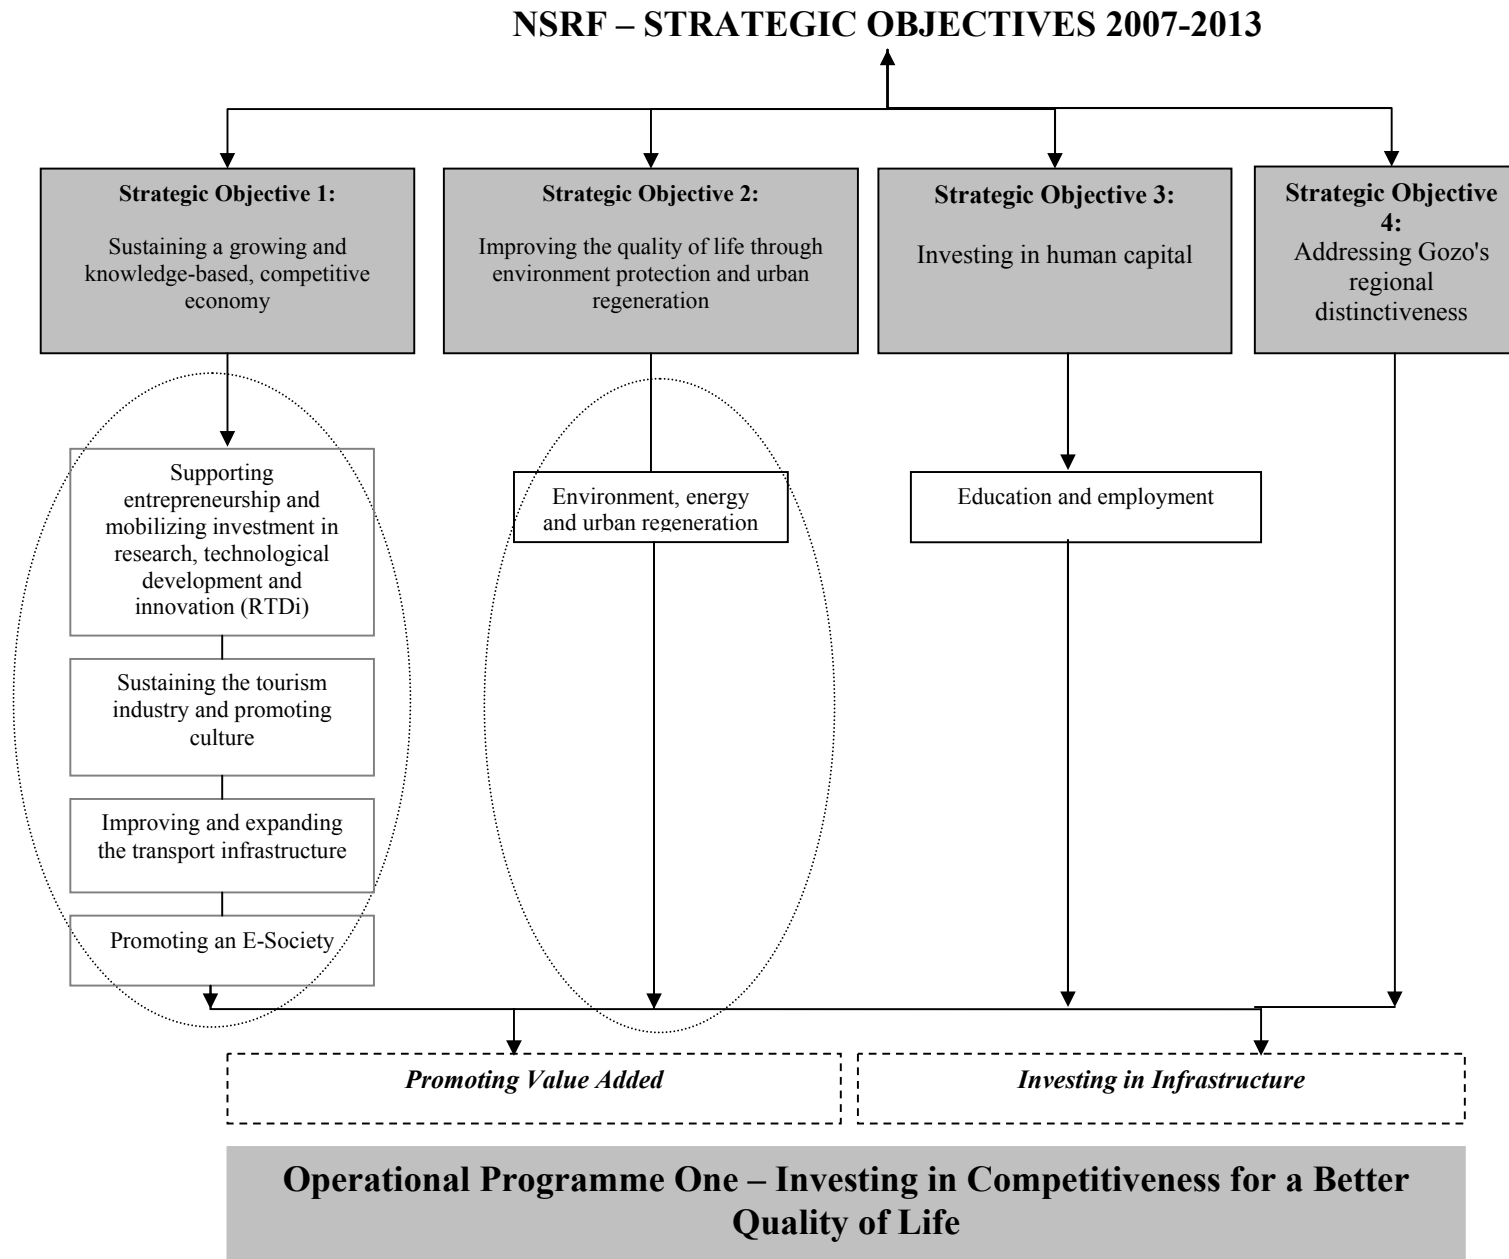 NSRF – STRATEGIC OBJECTIVES 2007-2013
Strategic Objective 1:
Sustaining a growing and
knowledge-based, competitive
economy
Strategic Objective 2:
Improving the quality of life through
environment protection and urban
regeneration
Strategic Objective 3:
Investing in human capital
Strategic Objective
4:
Addressing Gozo's
regional
distinctiveness
Supporting
entrepreneurship and
mobilizing investment in
research, technological
development and
innovation (RTDi)
Sustaining the tourism
industry and promoting
culture
Improving and expanding
the transport infrastructure
Promoting an E-Society
Environment, energy
and urban regeneration
Education and employment
Promoting Value Added
Investing in Infrastructure
Operational Programme One – Investing in Competitiveness for a Better
Quality of Life